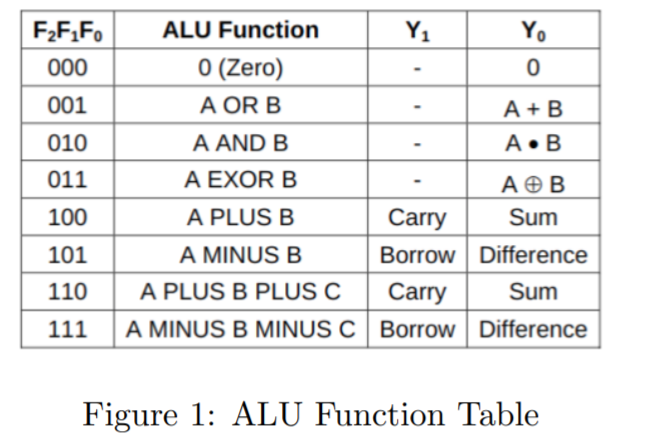 F₂F₁F₀ ALU Function Y₁ Y₀
000 0 (Zero) - 0
001 A OR B - A + B
010 A AND B - A • B
011 A EXOR B - A ⊕ B
100 A PLUS B Carry Sum
101 A MINUS B Borrow Difference
110 A PLUS B PLUS C Carry Sum
111 A MINUS B MINUS C Borrow Difference
Figure 1: ALU Function Table